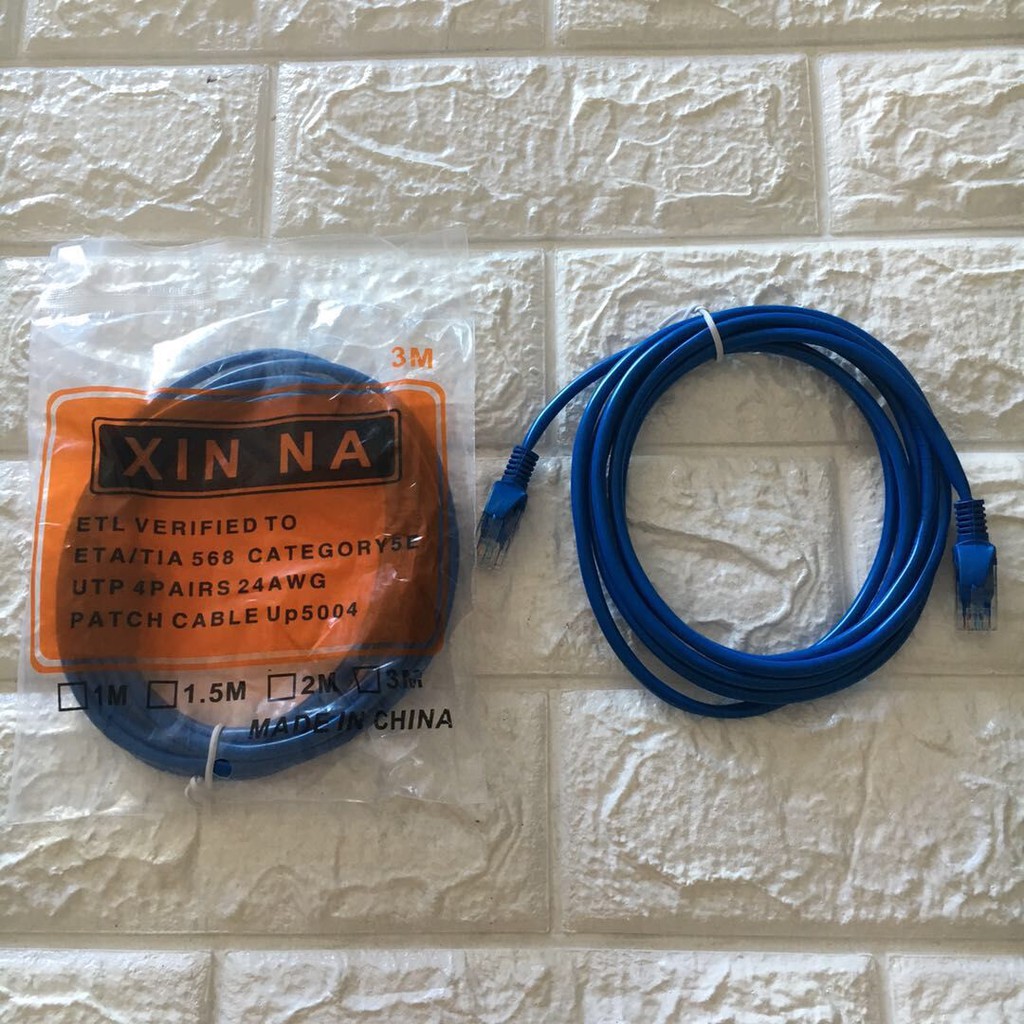 3M
XIN NA
ETL VERIFIED TO
ETA/TIA 568 CATEGORY5E
UTP 4PAIRS 24AWG
PATCH CABLE Up5004
1M 1.5M 2M 3M
MADE IN CHINA